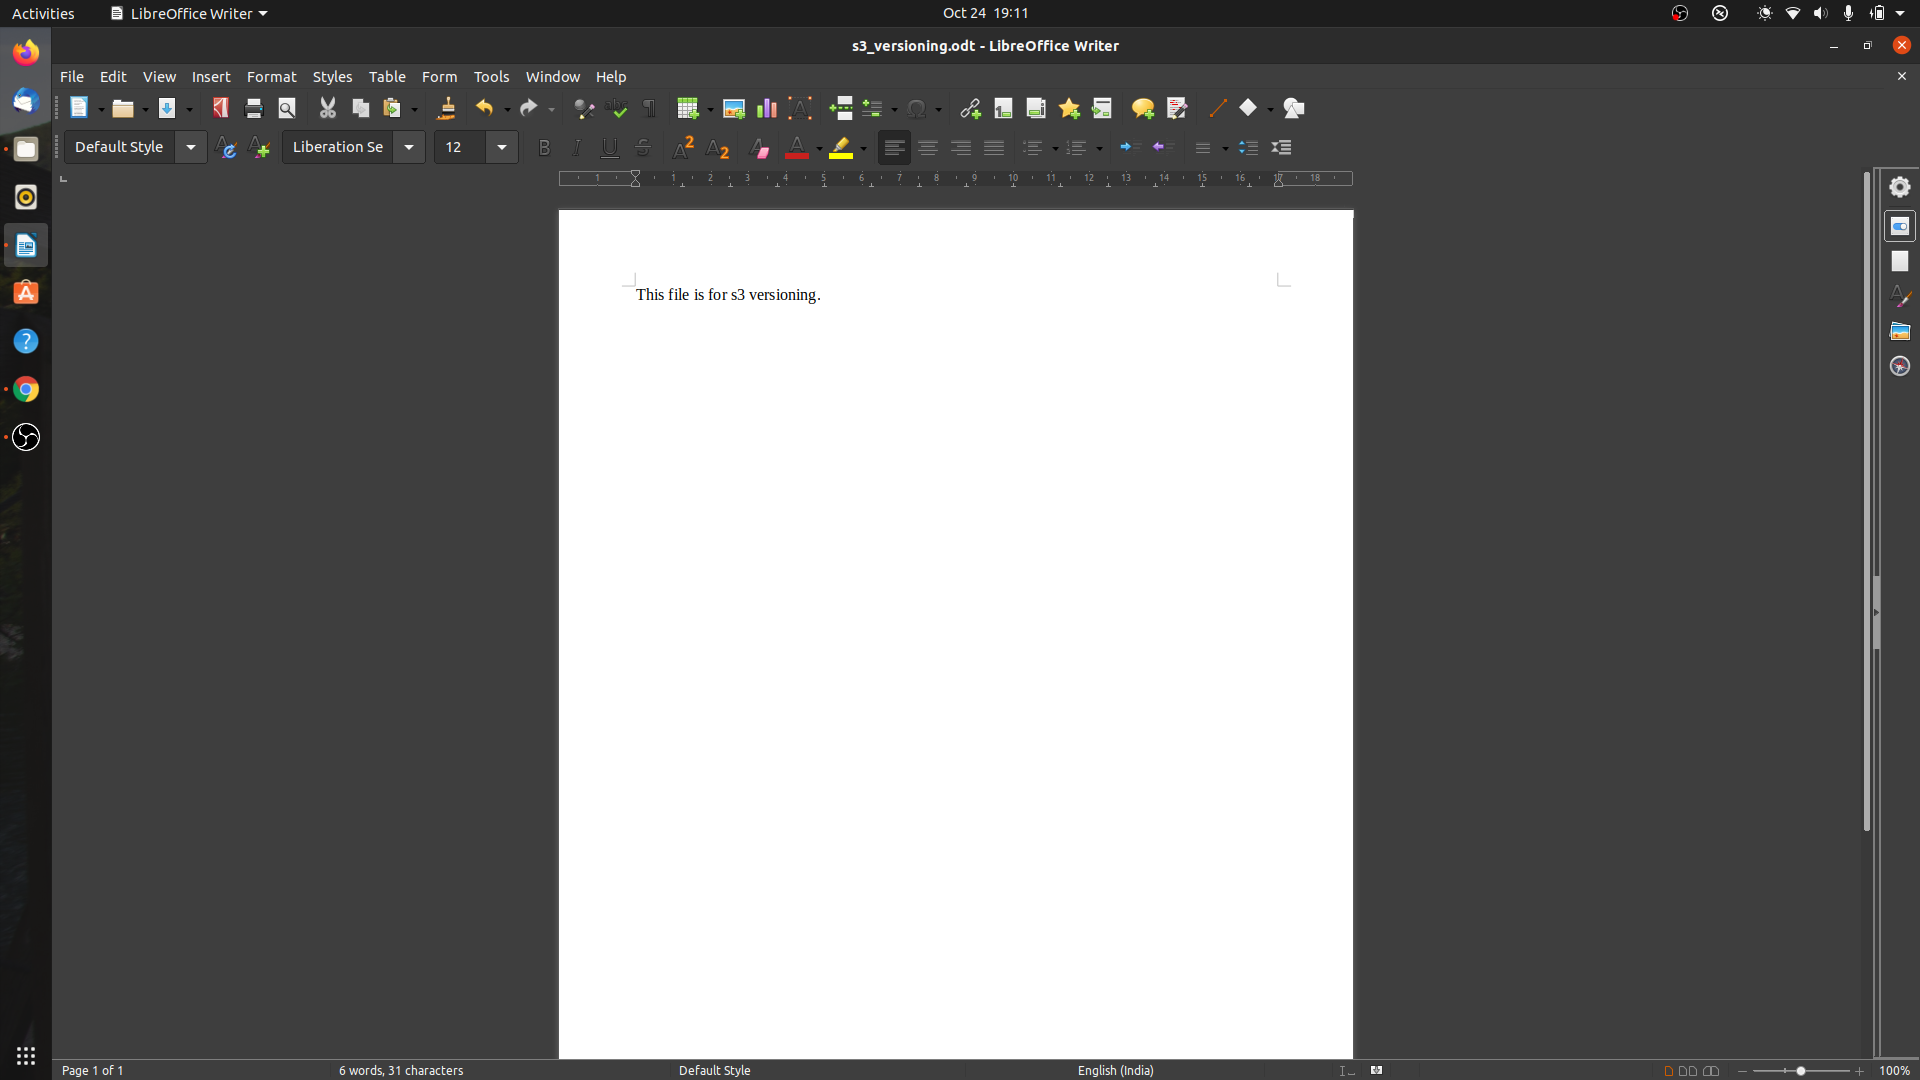 Activities LibreOffice Writer Oct 24 19:11
s3_versioning.odt - LibreOffice Writer
File Edit View Insert Format Styles Table Form Tools Window Help
Default Style Liberation Se 12
1 1 2 3 4 5 6 7 8 9 10 11 12 13 14 15 16 17 18
This file is for s3 versioning.
Page 1 of 1 6 words, 31 characters Default Style English (India) 100%